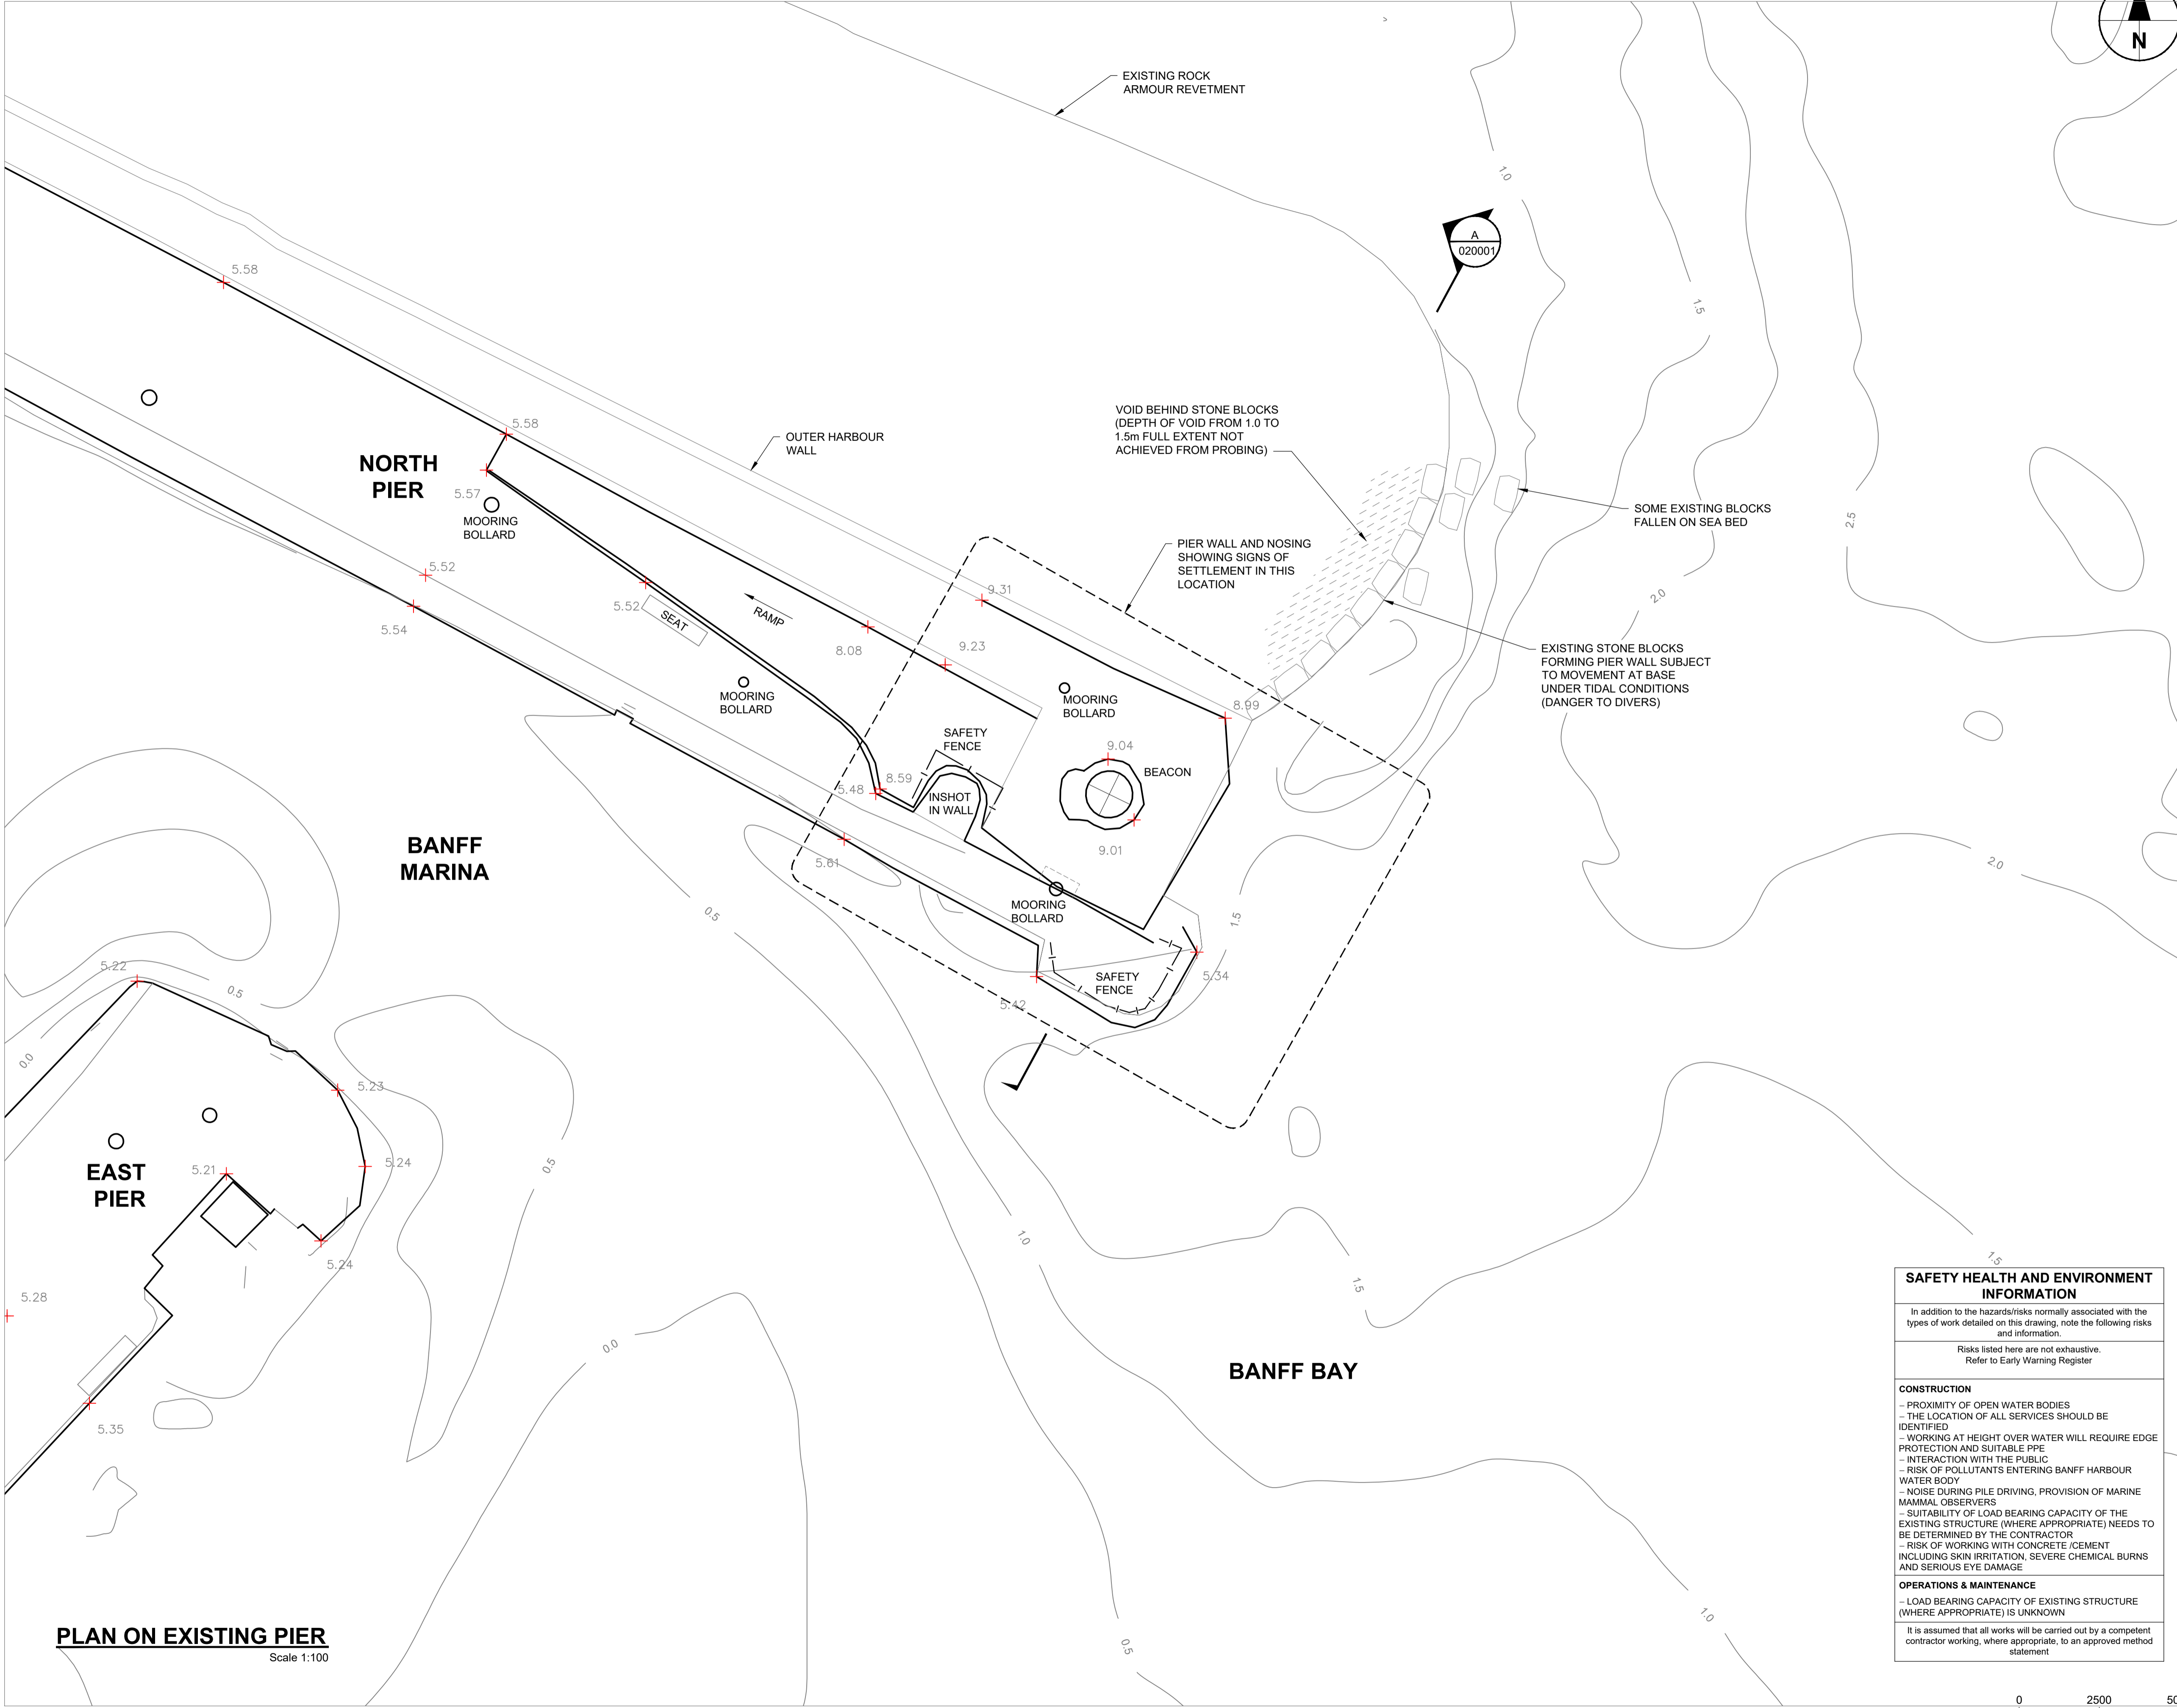 N
EXISTING ROCK
ARMOUR REVETMENT
1.0
A
020001
5.58
1.5
5.58
OUTER HARBOUR
WALL
VOID BEHIND STONE BLOCKS
(DEPTH OF VOID FROM 1.0 TO
1.5m FULL EXTENT NOT
ACHIEVED FROM PROBING)
NORTH
PIER
5.57
MOORING
BOLLARD
SOME EXISTING BLOCKS
FALLEN ON SEA BED
2.5
PIER WALL AND NOSING
SHOWING SIGNS OF
SETTLEMENT IN THIS
LOCATION
5.52
9.31
2.0
5.52
SEAT
RAMP
5.54
8.08
9.23
EXISTING STONE BLOCKS
FORMING PIER WALL SUBJECT
TO MOVEMENT AT BASE
UNDER TIDAL CONDITIONS
(DANGER TO DIVERS)
MOORING
BOLLARD
MOORING
BOLLARD
8.99
SAFETY
FENCE
9.04
BEACON
8.59
5.48
INSHOT
IN WALL
BANFF
MARINA
9.01
5.61
2.0
MOORING
BOLLARD
0.5
1.5
5.22
0.5
SAFETY
FENCE
5.34
5.42
0.0
5.23
5.24
5.21
0.5
EAST
PIER
1.0
5.24
1.5
1.5
5.28
0.0
BANFF BAY
5.35
1.0
0.5
SAFETY HEALTH AND ENVIRONMENT
INFORMATION
In addition to the hazards/risks normally associated with the
types of work detailed on this drawing, note the following risks
and information.
Risks listed here are not exhaustive.
Refer to Early Warning Register
CONSTRUCTION
– PROXIMITY OF OPEN WATER BODIES
– THE LOCATION OF ALL SERVICES SHOULD BE
IDENTIFIED
– WORKING AT HEIGHT OVER WATER WILL REQUIRE EDGE
PROTECTION AND SUITABLE PPE
– INTERACTION WITH THE PUBLIC
– RISK OF POLLUTANTS ENTERING BANFF HARBOUR
WATER BODY
– NOISE DURING PILE DRIVING, PROVISION OF MARINE
MAMMAL OBSERVERS
– SUITABILITY OF LOAD BEARING CAPACITY OF THE
EXISTING STRUCTURE (WHERE APPROPRIATE) NEEDS TO
BE DETERMINED BY THE CONTRACTOR
– RISK OF WORKING WITH CONCRETE /CEMENT
INCLUDING SKIN IRRITATION, SEVERE CHEMICAL BURNS
AND SERIOUS EYE DAMAGE
OPERATIONS & MAINTENANCE
– LOAD BEARING CAPACITY OF EXISTING STRUCTURE
(WHERE APPROPRIATE) IS UNKNOWN
It is assumed that all works will be carried out by a competent
contractor working, where appropriate, to an approved method
statement
PLAN ON EXISTING PIER
Scale 1:100
0 2500